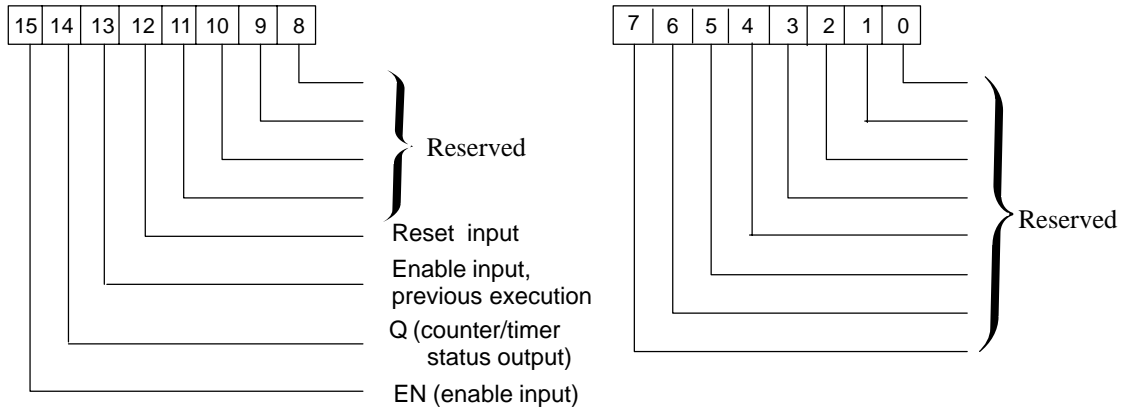 15 14 13 12 11 10 9 8
Reserved
Reset input
Enable input,
previous execution
Q (counter/timer
status output)
EN (enable input)
7 6 5 4 3 2 1 0
Reserved